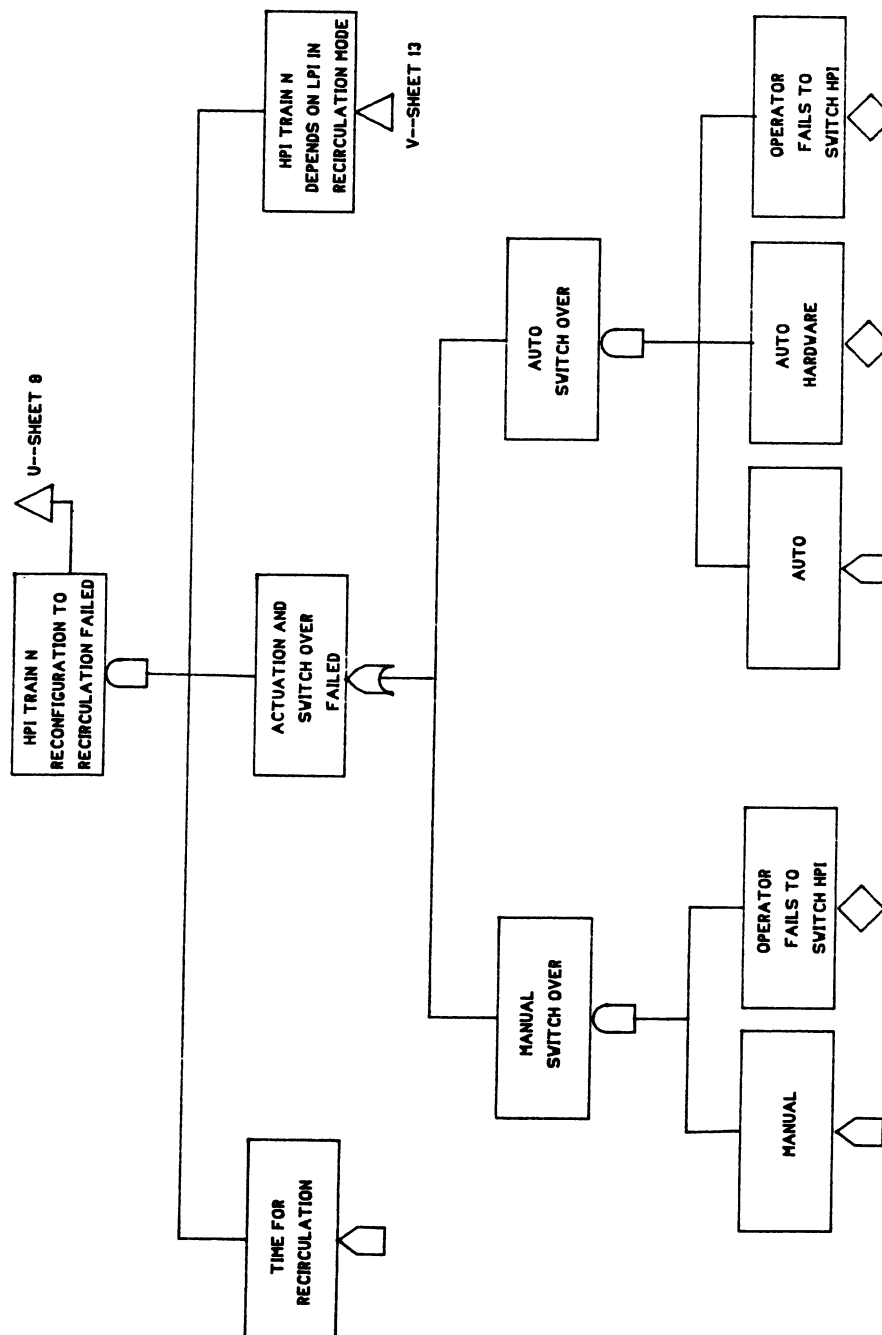 HPI TRAIN N
RECONFIGURATION TO
RECIRCULATION FAILED
U--SHEET 8
TIME FOR
RECIRCULATION
ACTUATION AND
SWITCH OVER
FAILED
HPI TRAIN N
DEPENDS ON LPI IN
RECIRCULATION MODE
V--SHEET 13
MANUAL
SWITCH OVER
AUTO
SWITCH OVER
MANUAL
OPERATOR
FAILS TO
SWITCH HPI
AUTO
AUTO
HARDWARE
OPERATOR
FAILS TO
SWITCH HPI